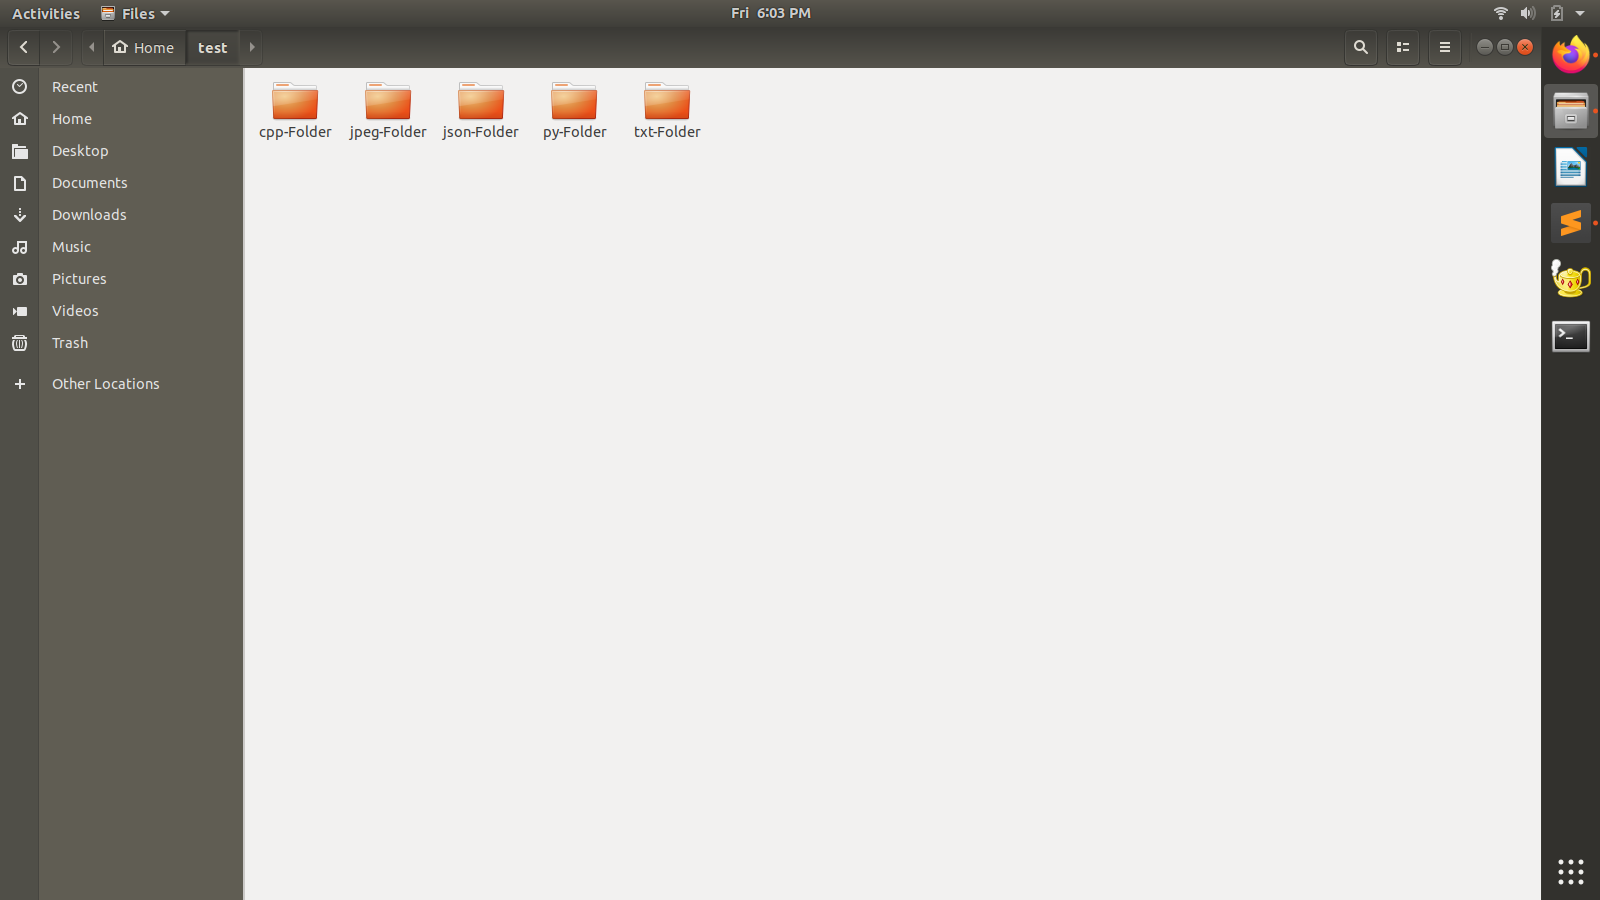 Activities Files Fri 6:03 PM
Home test
Recent
Home
Desktop
Documents
Downloads
Music
Pictures
Videos
Trash
Other Locations
cpp-Folder jpeg-Folder json-Folder py-Folder txt-Folder